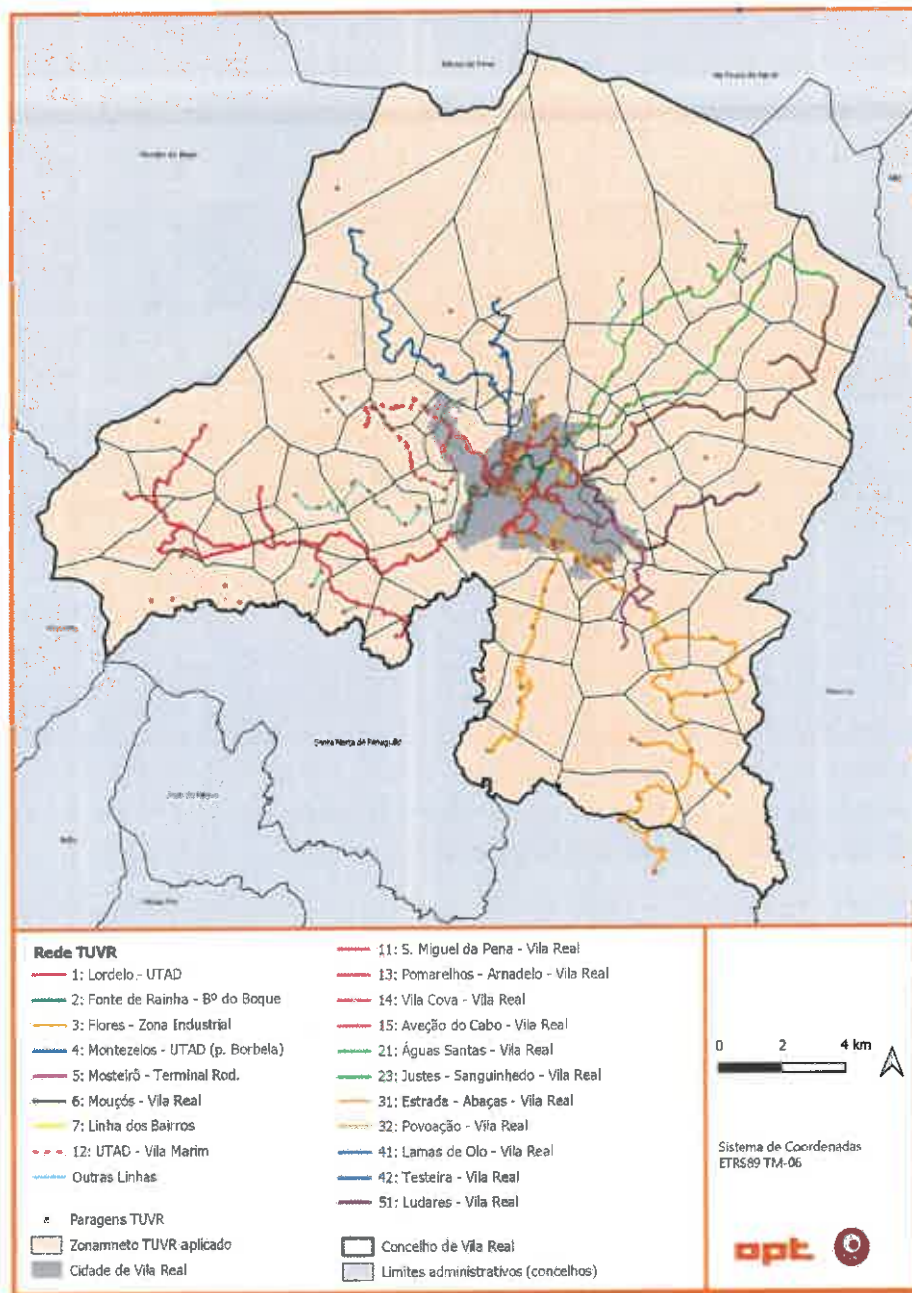 Santa Marta de Penaguião
Rede TUVR
1: Lordelo - UTAD
2: Fonte de Rainha - Bº do Boque
3: Flores - Zona Industrial
4: Montezelos - UTAD (p. Borbela)
5: Mosteirô - Terminal Rod.
6: Mouçós - Vila Real
7: Linha dos Bairros
12: UTAD - Vila Marim
Outras Linhas
Paragens TUVR
Zonamneto TUVR aplicado
Cidade de Vila Real
11: S. Miguel da Pena - Vila Real
13: Pomarelhos - Arnadelo - Vila Real
14: Vila Cova - Vila Real
15: Aveção do Cabo - Vila Real
21: Águas Santas - Vila Real
23: Justes - Sanguinhedo - Vila Real
31: Estrada - Abaças - Vila Real
32: Povoação - Vila Real
41: Lamas de Olo - Vila Real
42: Testeira - Vila Real
51: Ludares - Vila Real
Concelho de Vila Real
Limites administrativos (concelhos)
0 2 4 km
Sistema de Coordenadas
ETRS89 TM-06
opt